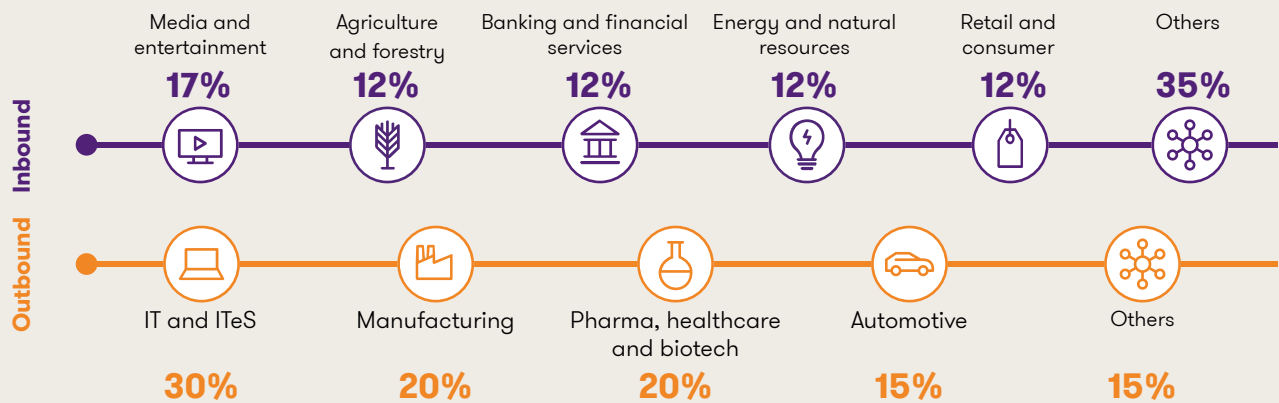 Inbound
Media and
entertainment
17%
Agriculture
and forestry
12%
Banking and financial
services
12%
Energy and natural
resources
12%
Retail and
consumer
12%
Others
35%
Outbound
IT and ITeS
30%
Manufacturing
20%
Pharma, healthcare
and biotech
20%
Automotive
15%
Others
15%